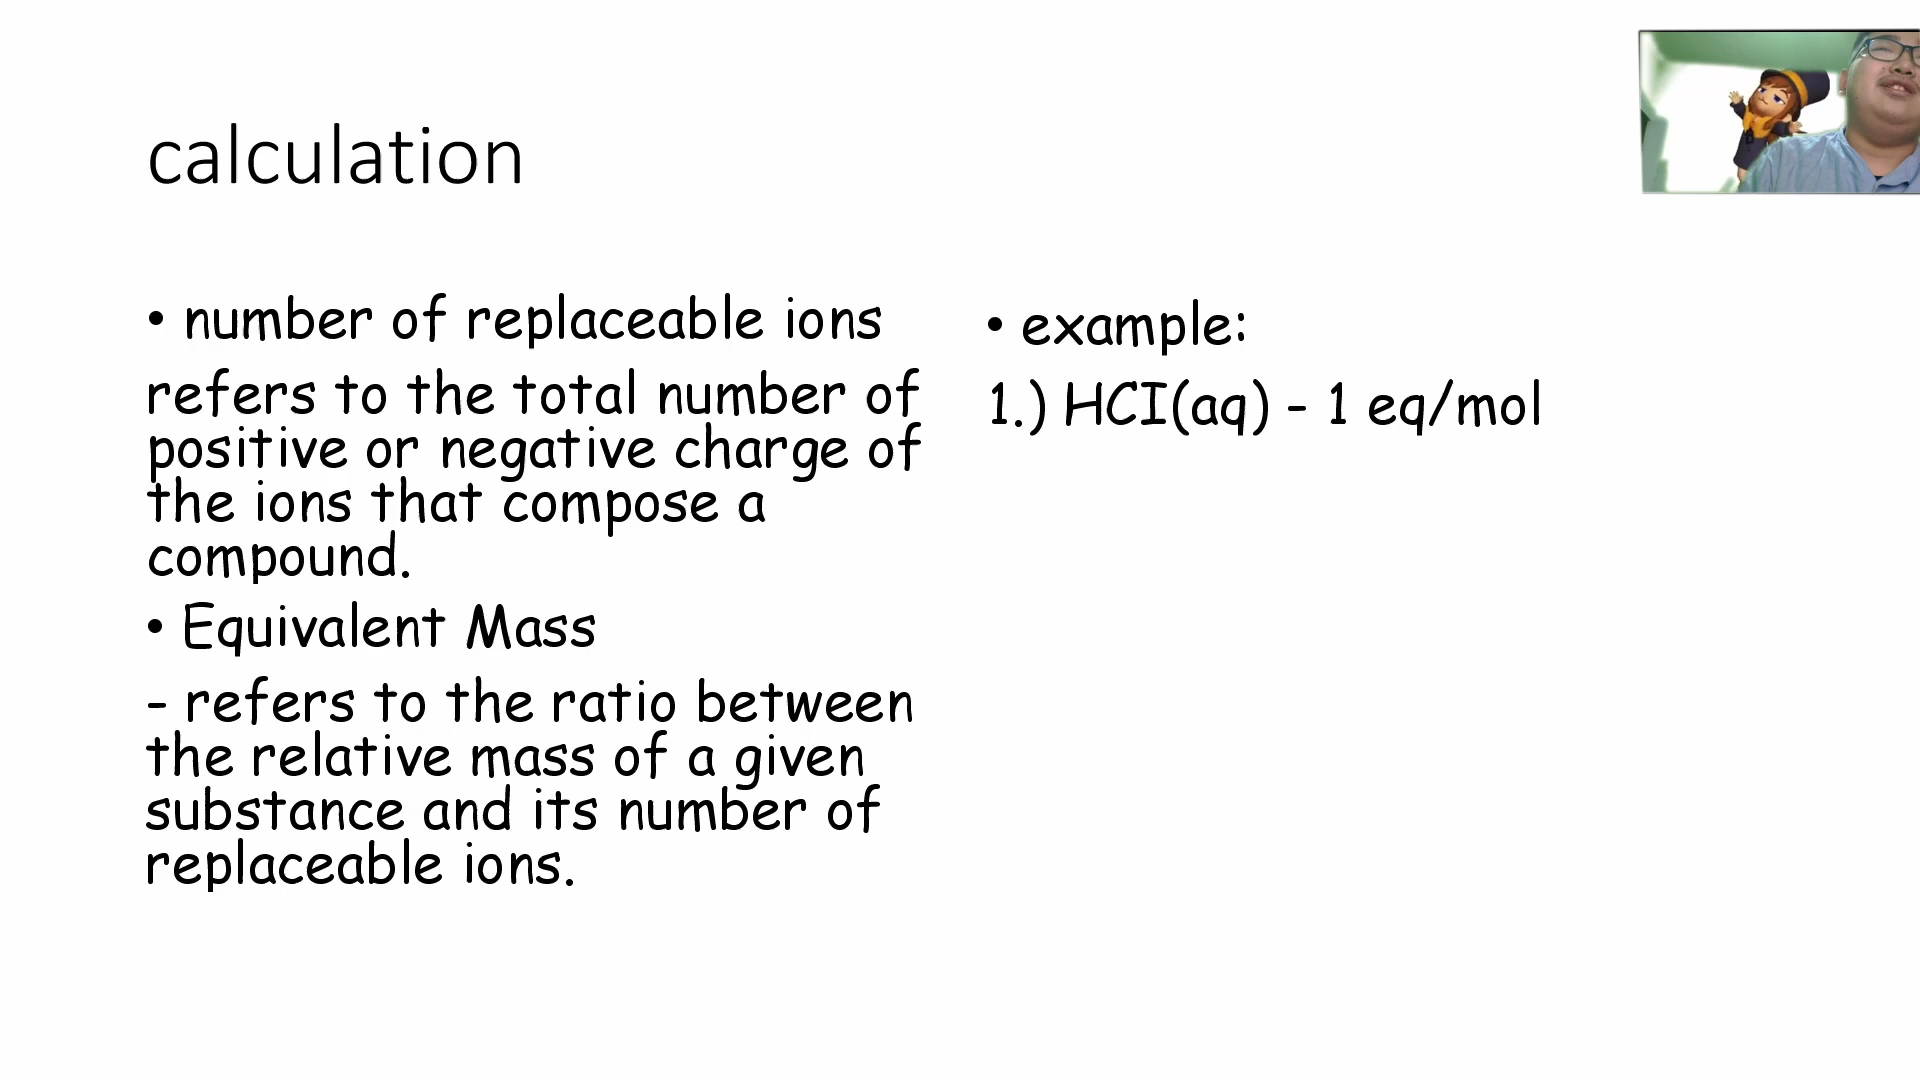 calculation
• number of replaceable ions
refers to the total number of
positive or negative charge of
the ions that compose a
compound.
• Equivalent Mass
- refers to the ratio between
the relative mass of a given
substance and its number of
replaceable ions.
• example:
1.) HCI(aq) - 1 eq/mol